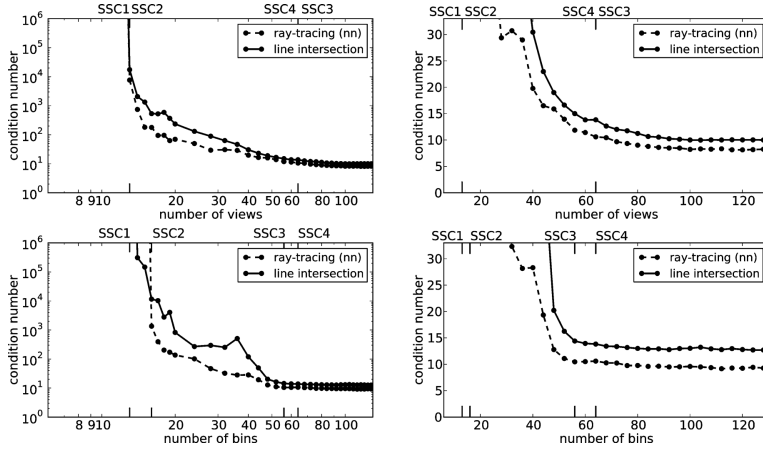 SSC1 SSC2 SSC4 SSC3
10^6
10^5
10^4
10^3
10^2
10^1
10^0
condition number
ray-tracing (nn)
line intersection
8 9 10 20 30 40 50 60 80 100
number of views
SSC1 SSC2 SSC4 SSC3
30
25
20
15
10
5
0
condition number
ray-tracing (nn)
line intersection
20 40 60 80 100 120
number of views
SSC1 SSC2 SSC3 SSC4
10^6
10^5
10^4
10^3
10^2
10^1
10^0
condition number
ray-tracing (nn)
line intersection
8 9 10 20 30 40 50 60 80 100
number of bins
SSC1 SSC2 SSC3 SSC4
30
25
20
15
10
5
0
condition number
ray-tracing (nn)
line intersection
20 40 60 80 100 120
number of bins